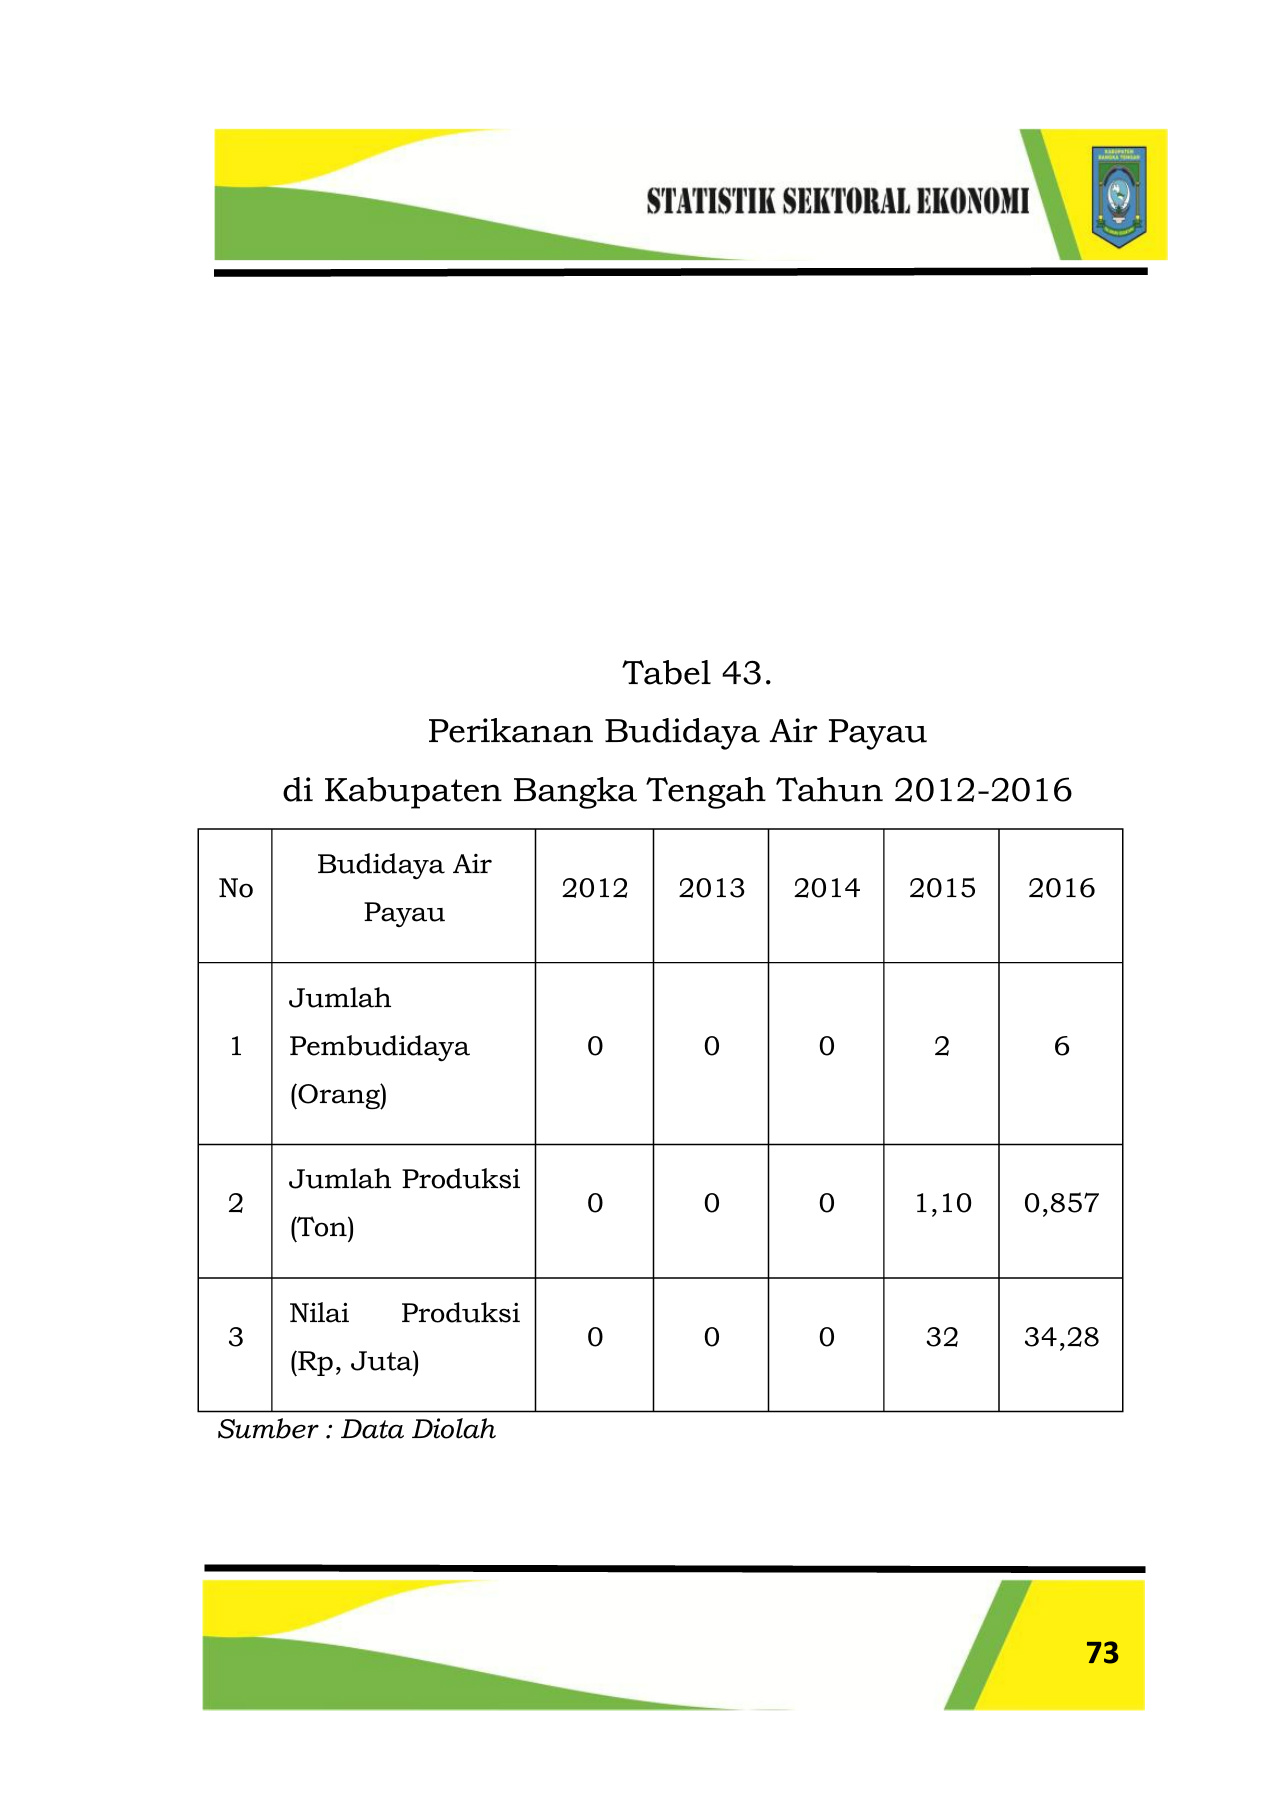 STATISTIK SEKTORAL EKONOMI
KABUPATEN
BANGKA TENGAH
Tabel 43.
Perikanan Budidaya Air Payau
di Kabupaten Bangka Tengah Tahun 2012-2016
No Budidaya Air Payau 2012 2013 2014 2015 2016
1 Jumlah Pembudidaya (Orang) 0 0 0 2 6
2 Jumlah Produksi (Ton) 0 0 0 1,10 0,857
3 Nilai Produksi (Rp, Juta) 0 0 0 32 34,28
Sumber : Data Diolah
73